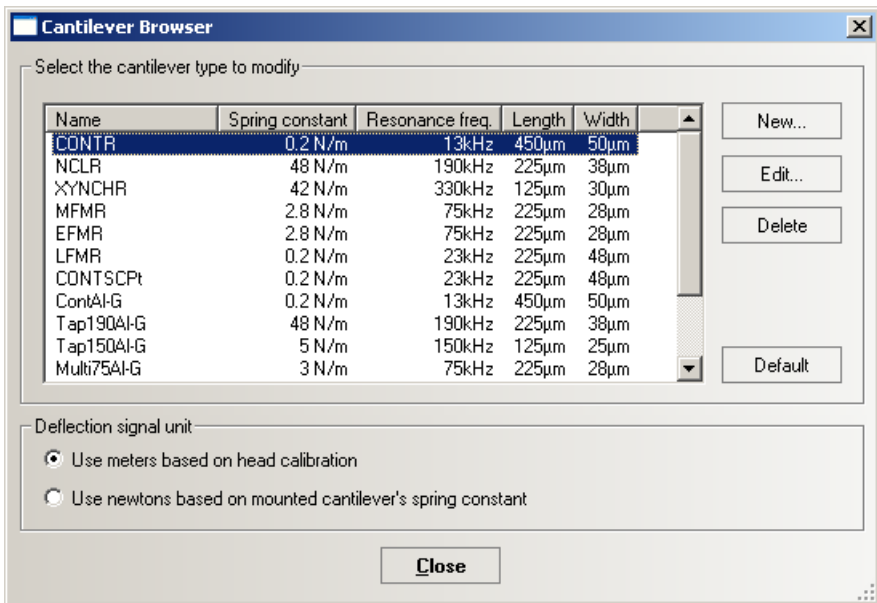 Cantilever Browser
Select the cantilever type to modify
Name Spring constant Resonance freq. Length Width
CONTR 0.2 N/m 13kHz 450µm 50µm
NCLR 48 N/m 190kHz 225µm 38µm
XYNCHR 42 N/m 330kHz 125µm 30µm
MFMR 2.8 N/m 75kHz 225µm 28µm
EFMR 2.8 N/m 75kHz 225µm 28µm
LFMR 0.2 N/m 23kHz 225µm 48µm
CONTSCPt 0.2 N/m 23kHz 225µm 48µm
ContAl-G 0.2 N/m 13kHz 450µm 50µm
Tap190Al-G 48 N/m 190kHz 225µm 38µm
Tap150Al-G 5 N/m 150kHz 125µm 25µm
Multi75Al-G 3 N/m 75kHz 225µm 28µm
New...
Edit...
Delete
Default
Deflection signal unit
Use meters based on head calibration
Use newtons based on mounted cantilever's spring constant
Close